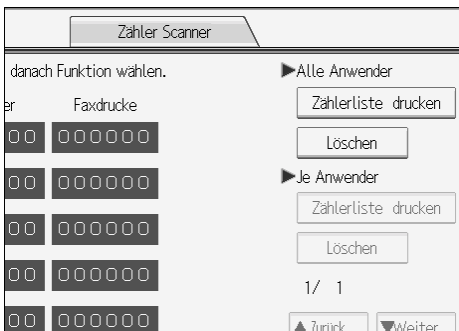 Zähler Scanner
danach Funktion wählen.
er Faxdrucke
00 000000
00 000000
00 000000
00 000000
00 000000
▶Alle Anwender
Zählerliste drucken
Löschen
▶Je Anwender
Zählerliste drucken
Löschen
1/ 1
▲Zurück ▼Weiter